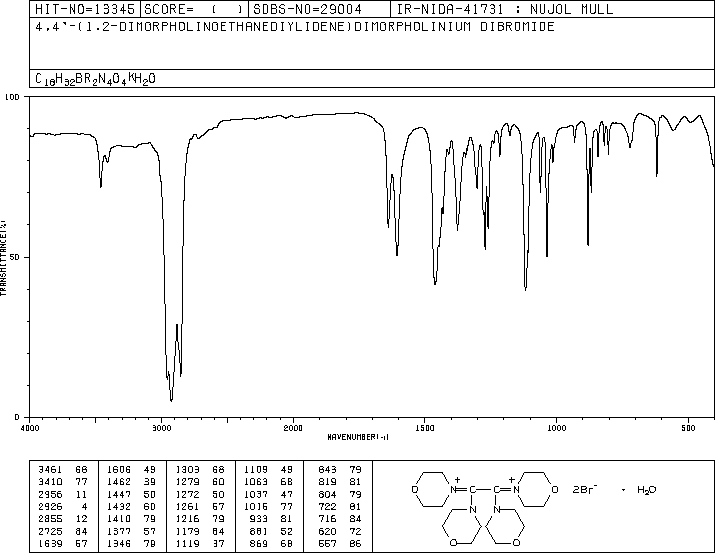 HIT-NO=13345 SCORE= ( ) SDBS-NO=29004 IR-NIDA-41731 : NUJOL MULL
4,4'-(1,2-DIMORPHOLINOETHANEDIYLIDENE)DIMORPHOLINIUM DIBROMIDE
C18H32BR2N4O4*H2O
100
50
0
TRANSMITTANCE(%)
4000 3000 2000 1500 1000
WAVENUMBER(-1)
3461 68 1606 49 1303 68 1109 49 843 79
3410 77 1462 39 1279 60 1063 68 819 81
2956 11 1447 50 1272 50 1037 47 804 79
2926 4 1432 60 1261 57 1016 77 722 81
2855 12 1410 79 1216 79 933 81 716 84
2725 84 1377 57 1179 84 881 52 620 72
1639 57 1346 79 1119 37 869 68 557 86
O N + C C + N O 2Br- · H2O
N N
O O